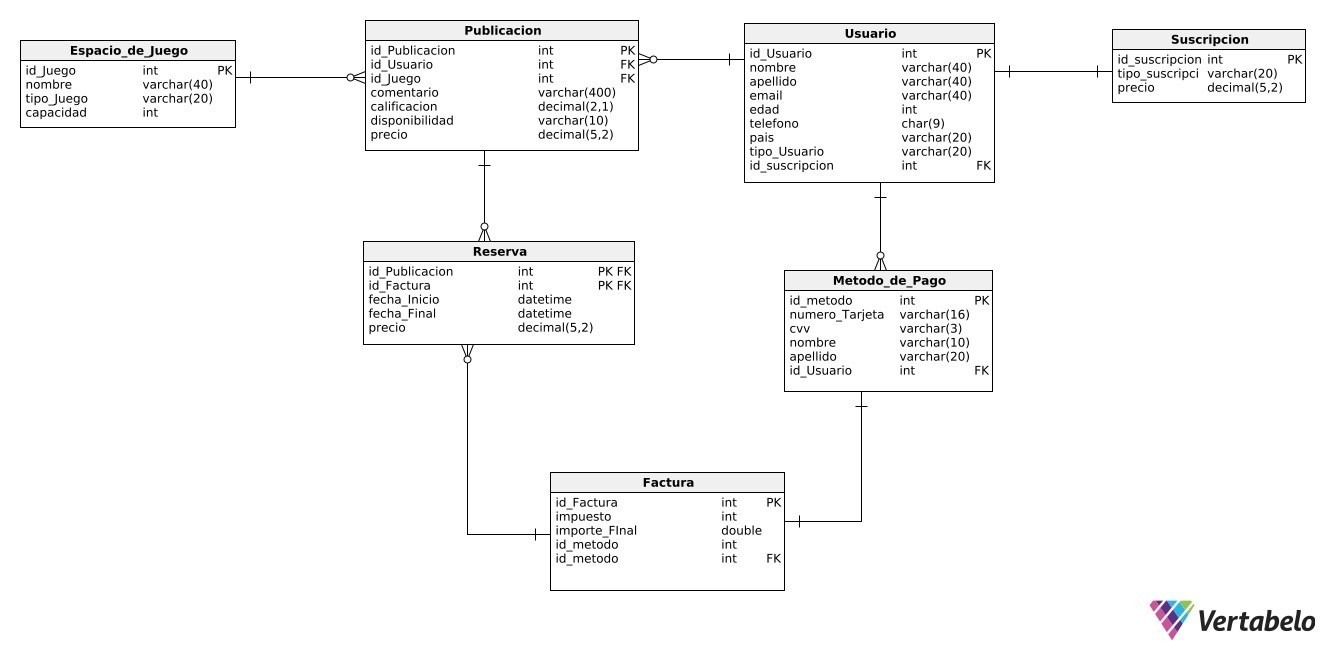 Espacio_de_Juego
id_Juego int PK
nombre varchar(40)
tipo_Juego varchar(20)
capacidad int
Publicacion
id_Publicacion int PK
id_Usuario int FK
id_Juego int FK
comentario varchar(400)
calificacion decimal(2,1)
disponibilidad varchar(10)
precio decimal(5,2)
Usuario
id_Usuario int PK
nombre varchar(40)
apellido varchar(40)
email varchar(40)
edad int
telefono char(9)
pais varchar(20)
tipo_Usuario varchar(20)
id_suscripcion int FK
Suscripcion
id_suscripcion int PK
tipo_suscripci varchar(20)
precio decimal(5,2)
Reserva
id_Publicacion int PK FK
id_Factura int PK FK
fecha_Inicio datetime
fecha_Final datetime
precio decimal(5,2)
Metodo_de_Pago
id_metodo int PK
numero_Tarjeta varchar(16)
cvv varchar(3)
nombre varchar(10)
apellido varchar(20)
id_Usuario int FK
Factura
id_Factura int PK
impuesto int
importe_FInal double
id_metodo int
id_metodo int FK
Vertabelo